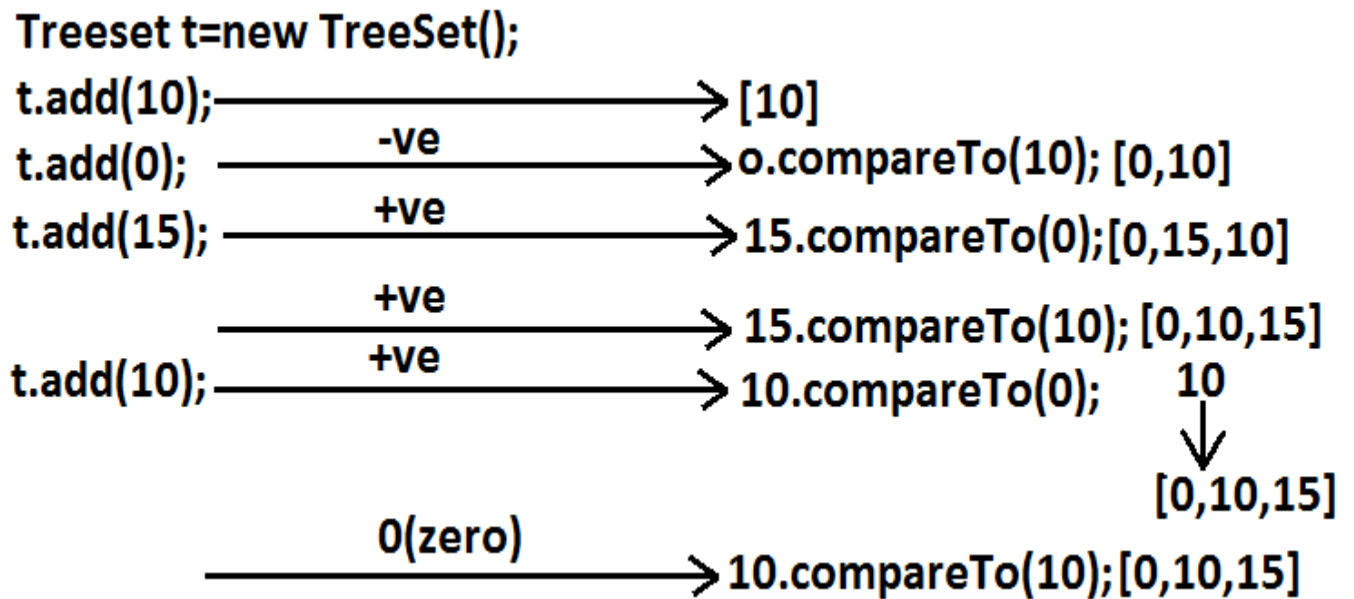 Treeset t=new TreeSet();
t.add(10); [10]
-ve
t.add(0); o.compareTo(10); [0,10]
+ve
t.add(15); 15.compareTo(0);[0,15,10]
+ve
15.compareTo(10); [0,10,15]
+ve
t.add(10); 10.compareTo(0); 10
[0,10,15]
0(zero)
10.compareTo(10);[0,10,15]